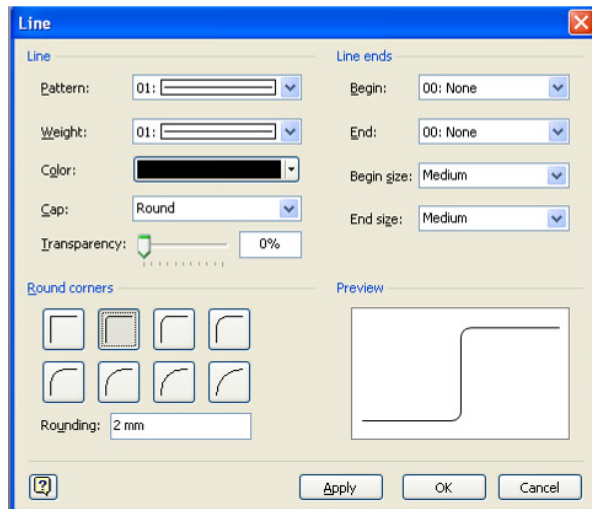 Line
Line
Pattern: 01:
Weight: 01:
Color:
Cap: Round
Transparency: 0%
Line ends
Begin: 00: None
End: 00: None
Begin size: Medium
End size: Medium
Round corners
Rounding: 2 mm
Preview
?
Apply OK Cancel